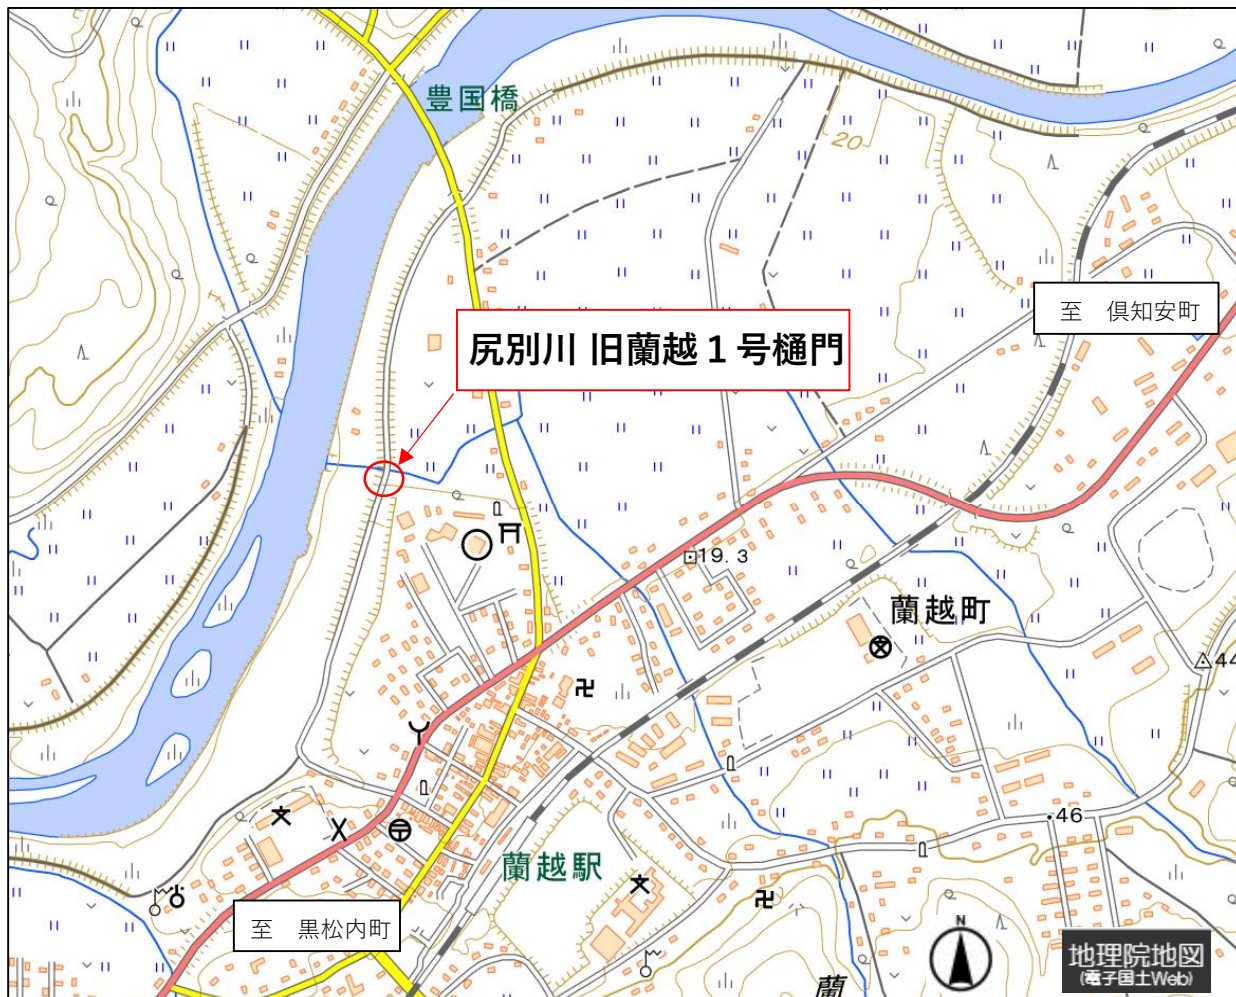 豊国橋
20
至　倶知安町
尻別川 旧蘭越１号樋門
19.3
蘭越町
44
46
蘭越駅
至　黒松内町
N
蘭
地理院地図
(電子国土Web)